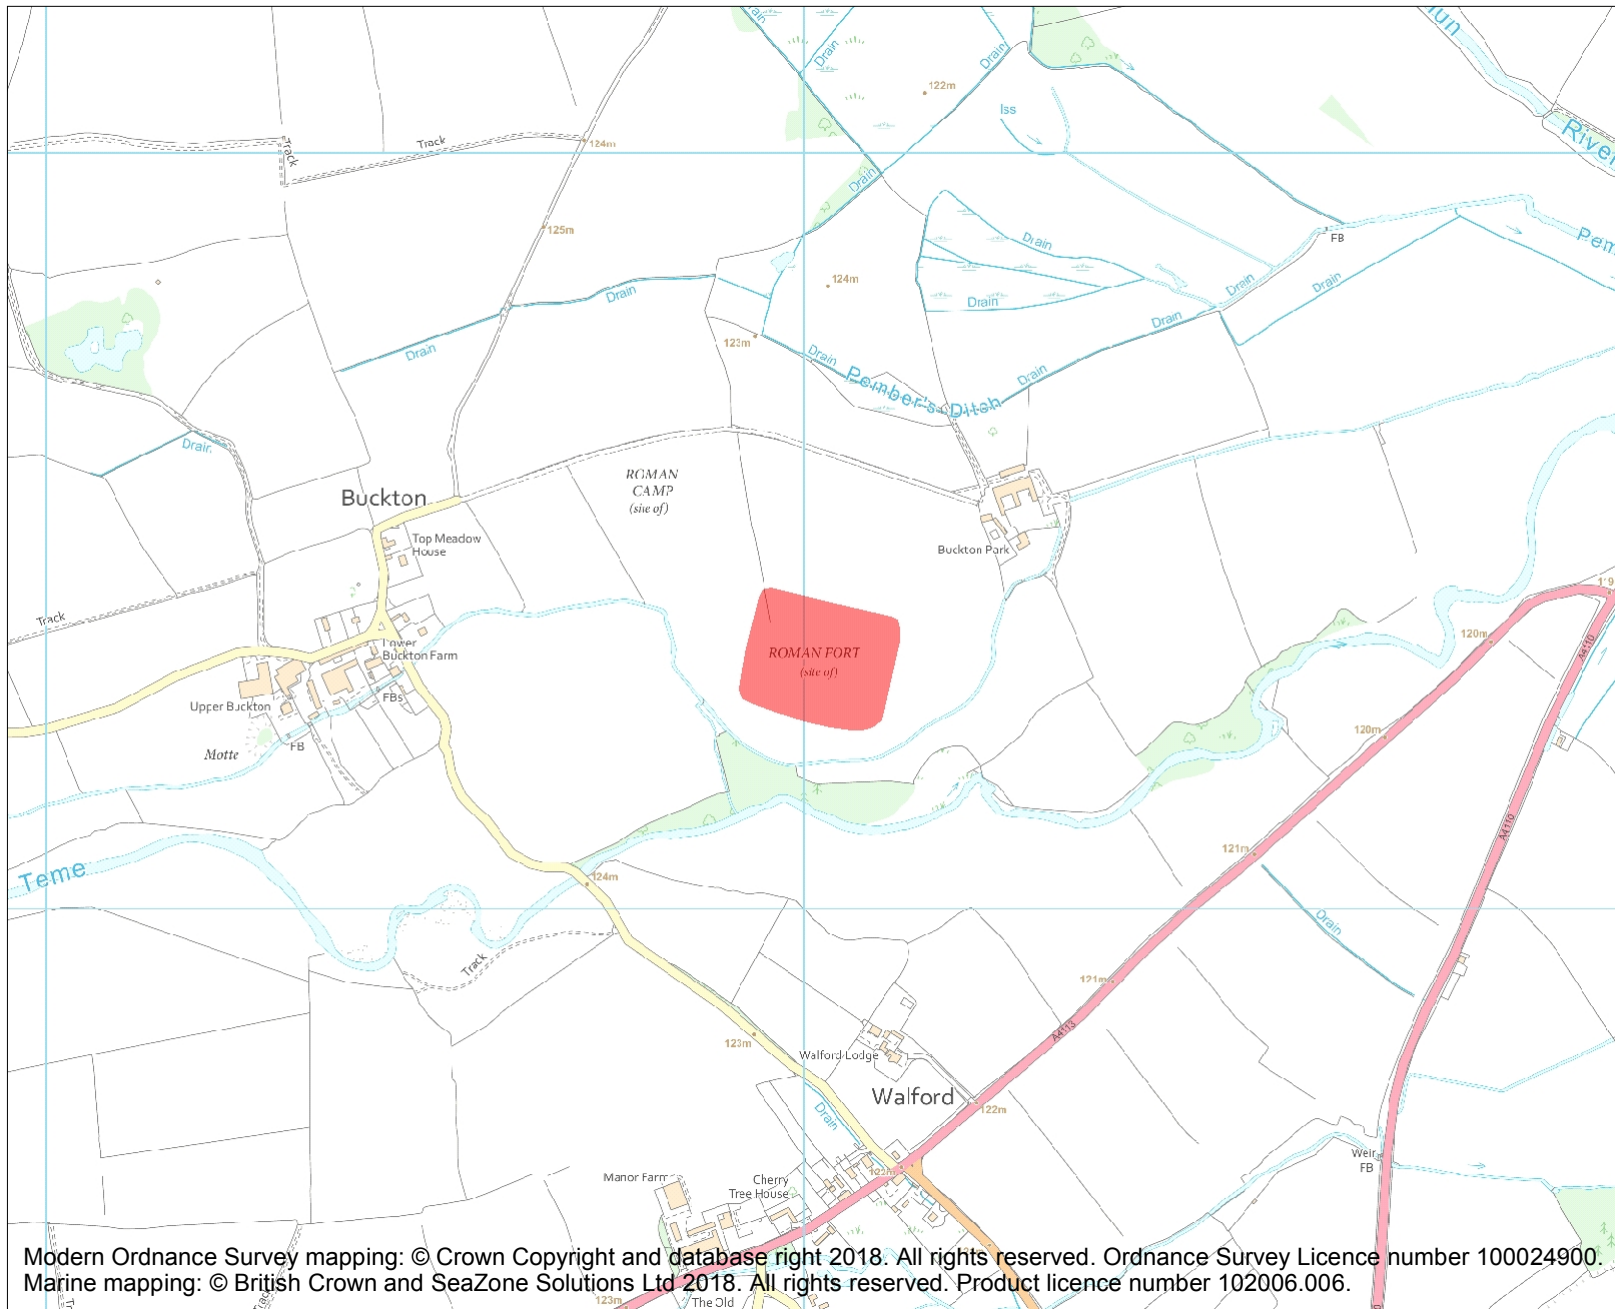 Drain
Drain
Drain
122m
Iss
River
Track
Track
124m
Drain
125m
Drain
FB
Drain
124m
Drain
Drain
Drain
Drain
Drain
123m
Drain
Drain
Pember's Ditch
Drain
Drain
Buckton
ROMAN
CAMP
(site of)
Top Meadow
House
Buckton Park
Track
Lower
Buckton Farm
ROMAN FORT
(site of)
120m
A4110
Upper Buckton
FBs
FB
Motte
120m
121m
A4110
Teme
124m
Drain
Track
121m
A4113
123m
Walford Lodge
Walford
122m
Drain
Weir
FB
Manor Farm
Cherry
Tree House
Modern Ordnance Survey mapping: © Crown Copyright and database right 2018. All rights reserved. Ordnance Survey Licence number 100024900.
Marine mapping: © British Crown and SeaZone Solutions Ltd 2018. All rights reserved. Product licence number 102006.006.
123m
The Old